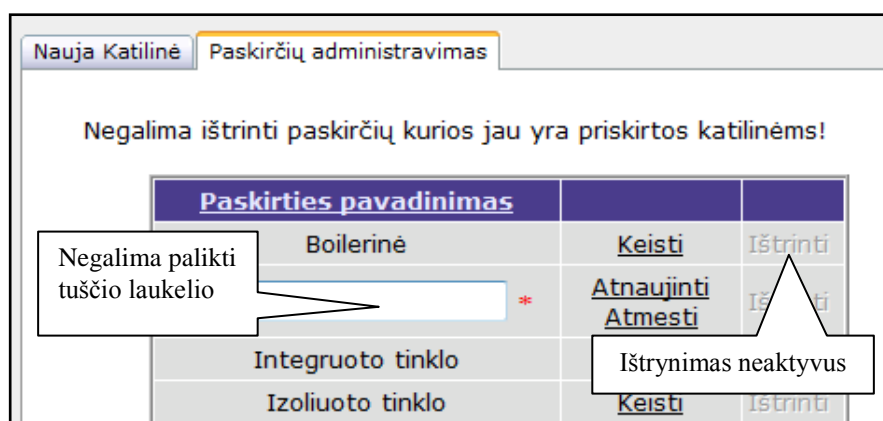 Nauja Katilinė Paskirčių administravimas
Negalima ištrinti paskirčių kurios jau yra priskirtos katilinėms!
Paskirties pavadinimas
Boilerinė Keisti Ištrinti
Negalima palikti
tuščio laukelio
* Atnaujinti
Atmesti
Ištrynimas neaktyvus
Integruoto tinklo
Izoliuoto tinklo Keisti Ištrinti